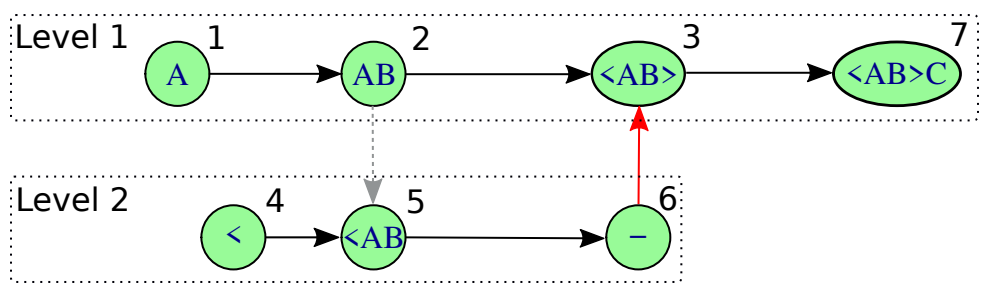 Level 1 1 2 3 7
A AB <AB> <AB>C
Level 2 4 5 6
< <AB −